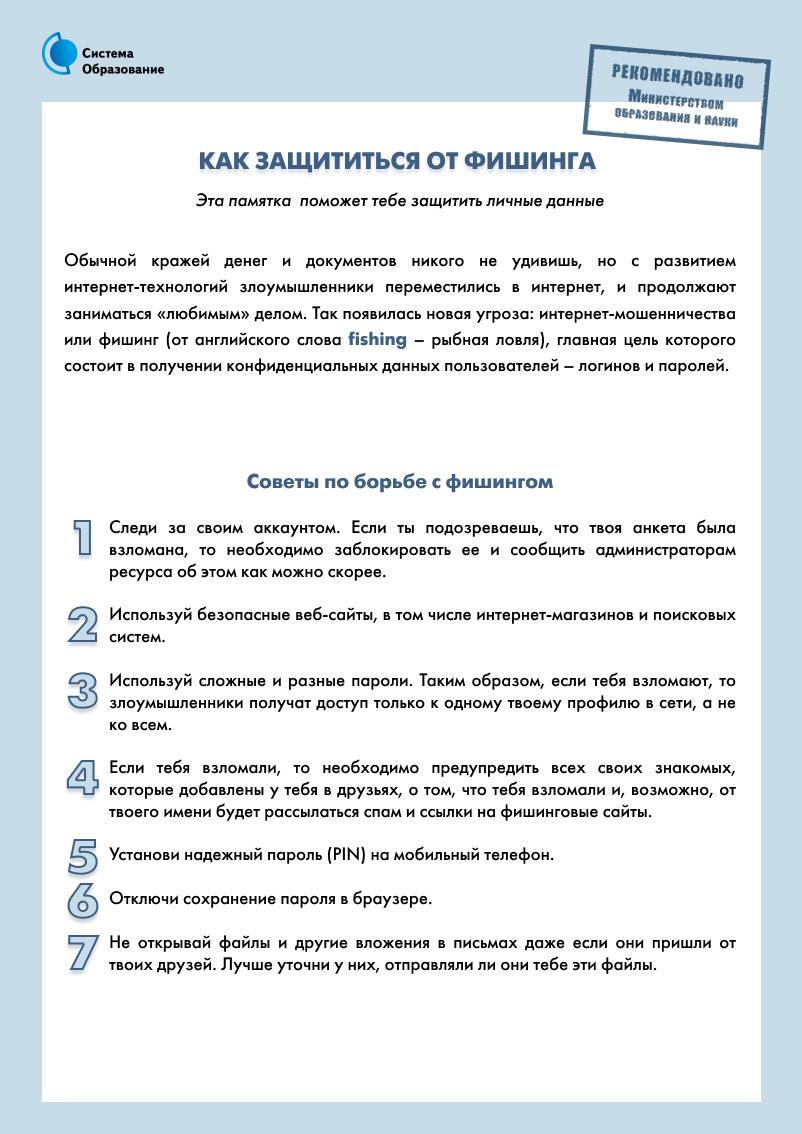 Система
Образование
РЕКОМЕНДОВАНО
Министерством
образования и науки
КАК ЗАЩИТИТЬСЯ ОТ ФИШИНГА
Эта памятка поможет тебе защитить личные данные
Обычной кражей денег и документов никого не удивишь, но с развитием
интернет-технологий злоумышленники переместились в интернет, и продолжают
заниматься «любимым» делом. Так появилась новая угроза: интернет-мошенничества
или фишинг (от английского слова fishing – рыбная ловля), главная цель которого
состоит в получении конфиденциальных данных пользователей – логинов и паролей.
Советы по борьбе с фишингом
1 Следи за своим аккаунтом. Если ты подозреваешь, что твоя анкета была
взломана, то необходимо заблокировать ее и сообщить администраторам
ресурса об этом как можно скорее.
2 Используй безопасные веб-сайты, в том числе интернет-магазинов и поисковых
систем.
3 Используй сложные и разные пароли. Таким образом, если тебя взломают, то
злоумышленники получат доступ только к одному твоему профилю в сети, а не
ко всем.
4 Если тебя взломали, то необходимо предупредить всех своих знакомых,
которые добавлены у тебя в друзьях, о том, что тебя взломали и, возможно, от
твоего имени будет рассылаться спам и ссылки на фишинговые сайты.
5 Установи надежный пароль (PIN) на мобильный телефон.
6 Отключи сохранение пароля в браузере.
7 Не открывай файлы и другие вложения в письмах даже если они пришли от
твоих друзей. Лучше уточни у них, отправляли ли они тебе эти файлы.